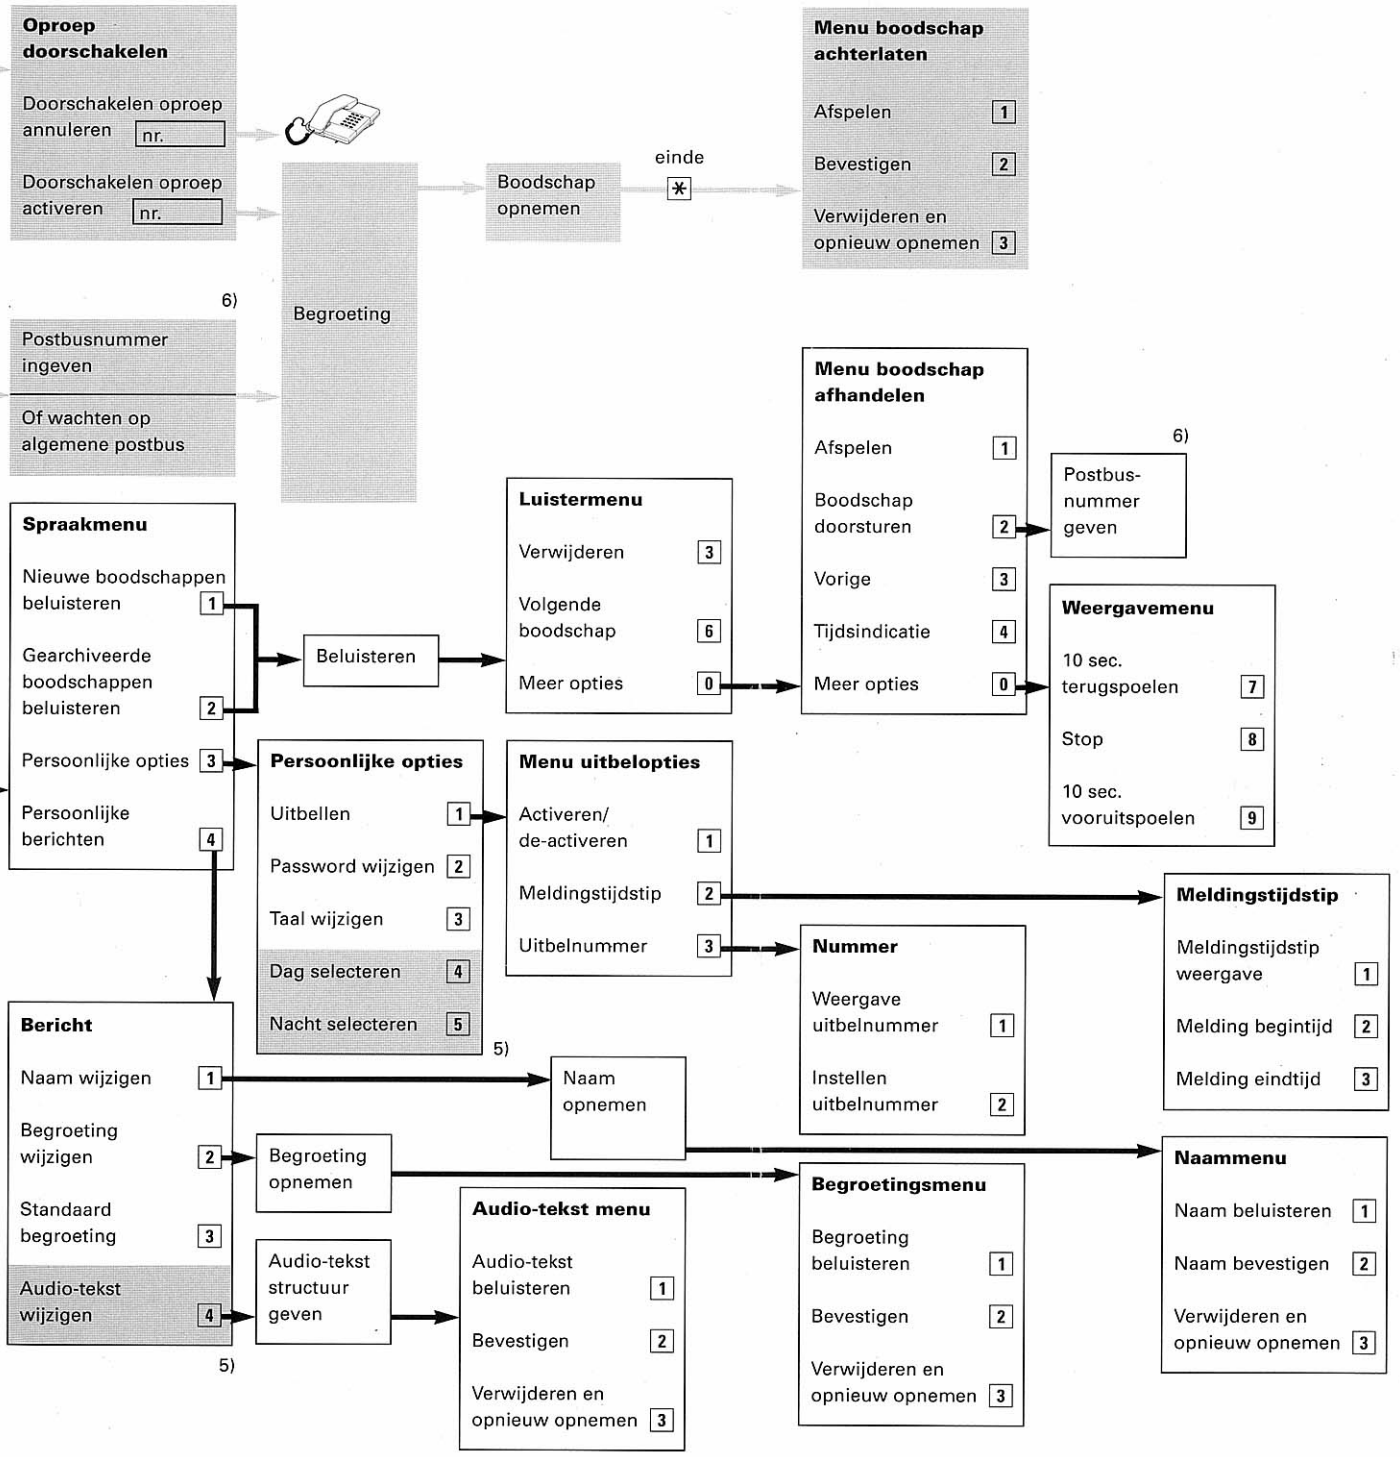 Oproep
doorschakelen
Doorschakelen oproep
annuleren nr.
Doorschakelen oproep
activeren nr.
Begroeting
Boodschap
opnemen
einde
*
Menu boodschap
achterlaten
Afspelen 1
Bevestigen 2
Verwijderen en
opnieuw opnemen 3
6)
Postbusnummer
ingeven
Of wachten op
algemene postbus
Spraakmenu
Nieuwe boodschappen
beluisteren 1
Gearchiveerde
boodschappen
beluisteren 2
Persoonlijke opties 3
Persoonlijke
berichten 4
Beluisteren
Luistermenu
Verwijderen 3
Volgende
boodschap 6
Meer opties 0
Menu boodschap
afhandelen
Afspelen 1
Boodschap
doorsturen 2
Vorige 3
Tijdsindicatie 4
Meer opties 0
6)
Postbus-
nummer
geven
Weergavemenu
10 sec.
terugspoelen 7
Stop 8
10 sec.
vooruitspoelen 9
Persoonlijke opties
Uitbellen 1
Password wijzigen 2
Taal wijzigen 3
Dag selecteren 4
Nacht selecteren 5
5)
Menu uitbelopties
Activeren/
de-activeren 1
Meldingstijdstip 2
Uitbelnummer 3
Nummer
Weergave
uitbelnummer 1
Instellen
uitbelnummer 2
Meldingstijdstip
Meldingstijdstip
weergave 1
Melding begintijd 2
Melding eindtijd 3
Bericht
Naam wijzigen 1
Begroeting
wijzigen 2
Standaard
begroeting 3
Audio-tekst
wijzigen 4
5)
Naam
opnemen
Begroeting
opnemen
Audio-tekst
structuur
geven
Audio-tekst menu
Audio-tekst
beluisteren 1
Bevestigen 2
Verwijderen en
opnieuw opnemen 3
Begroetingsmenu
Begroeting
beluisteren 1
Bevestigen 2
Verwijderen en
opnieuw opnemen 3
Naammenu
Naam beluisteren 1
Naam bevestigen 2
Verwijderen en
opnieuw opnemen 3